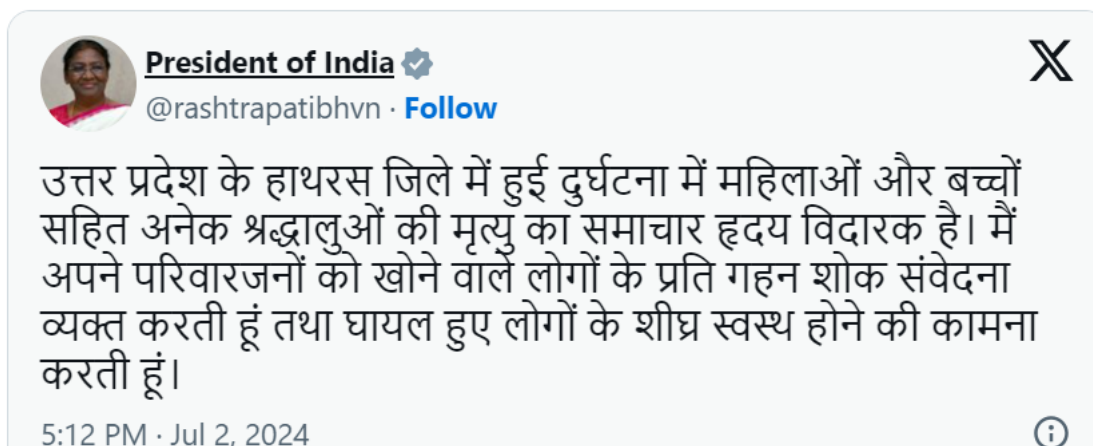 President of India
@rashtrapatibhvn · Follow
उत्तर प्रदेश के हाथरस जिले में हुई दुर्घटना में महिलाओं और बच्चों
सहित अनेक श्रद्धालुओं की मृत्यु का समाचार हृदय विदारक है। मैं
अपने परिवारजनों को खोने वाले लोगों के प्रति गहन शोक संवेदना
व्यक्त करती हूं तथा घायल हुए लोगों के शीघ्र स्वस्थ होने की कामना
करती हूं।
5:12 PM · Jul 2, 2024